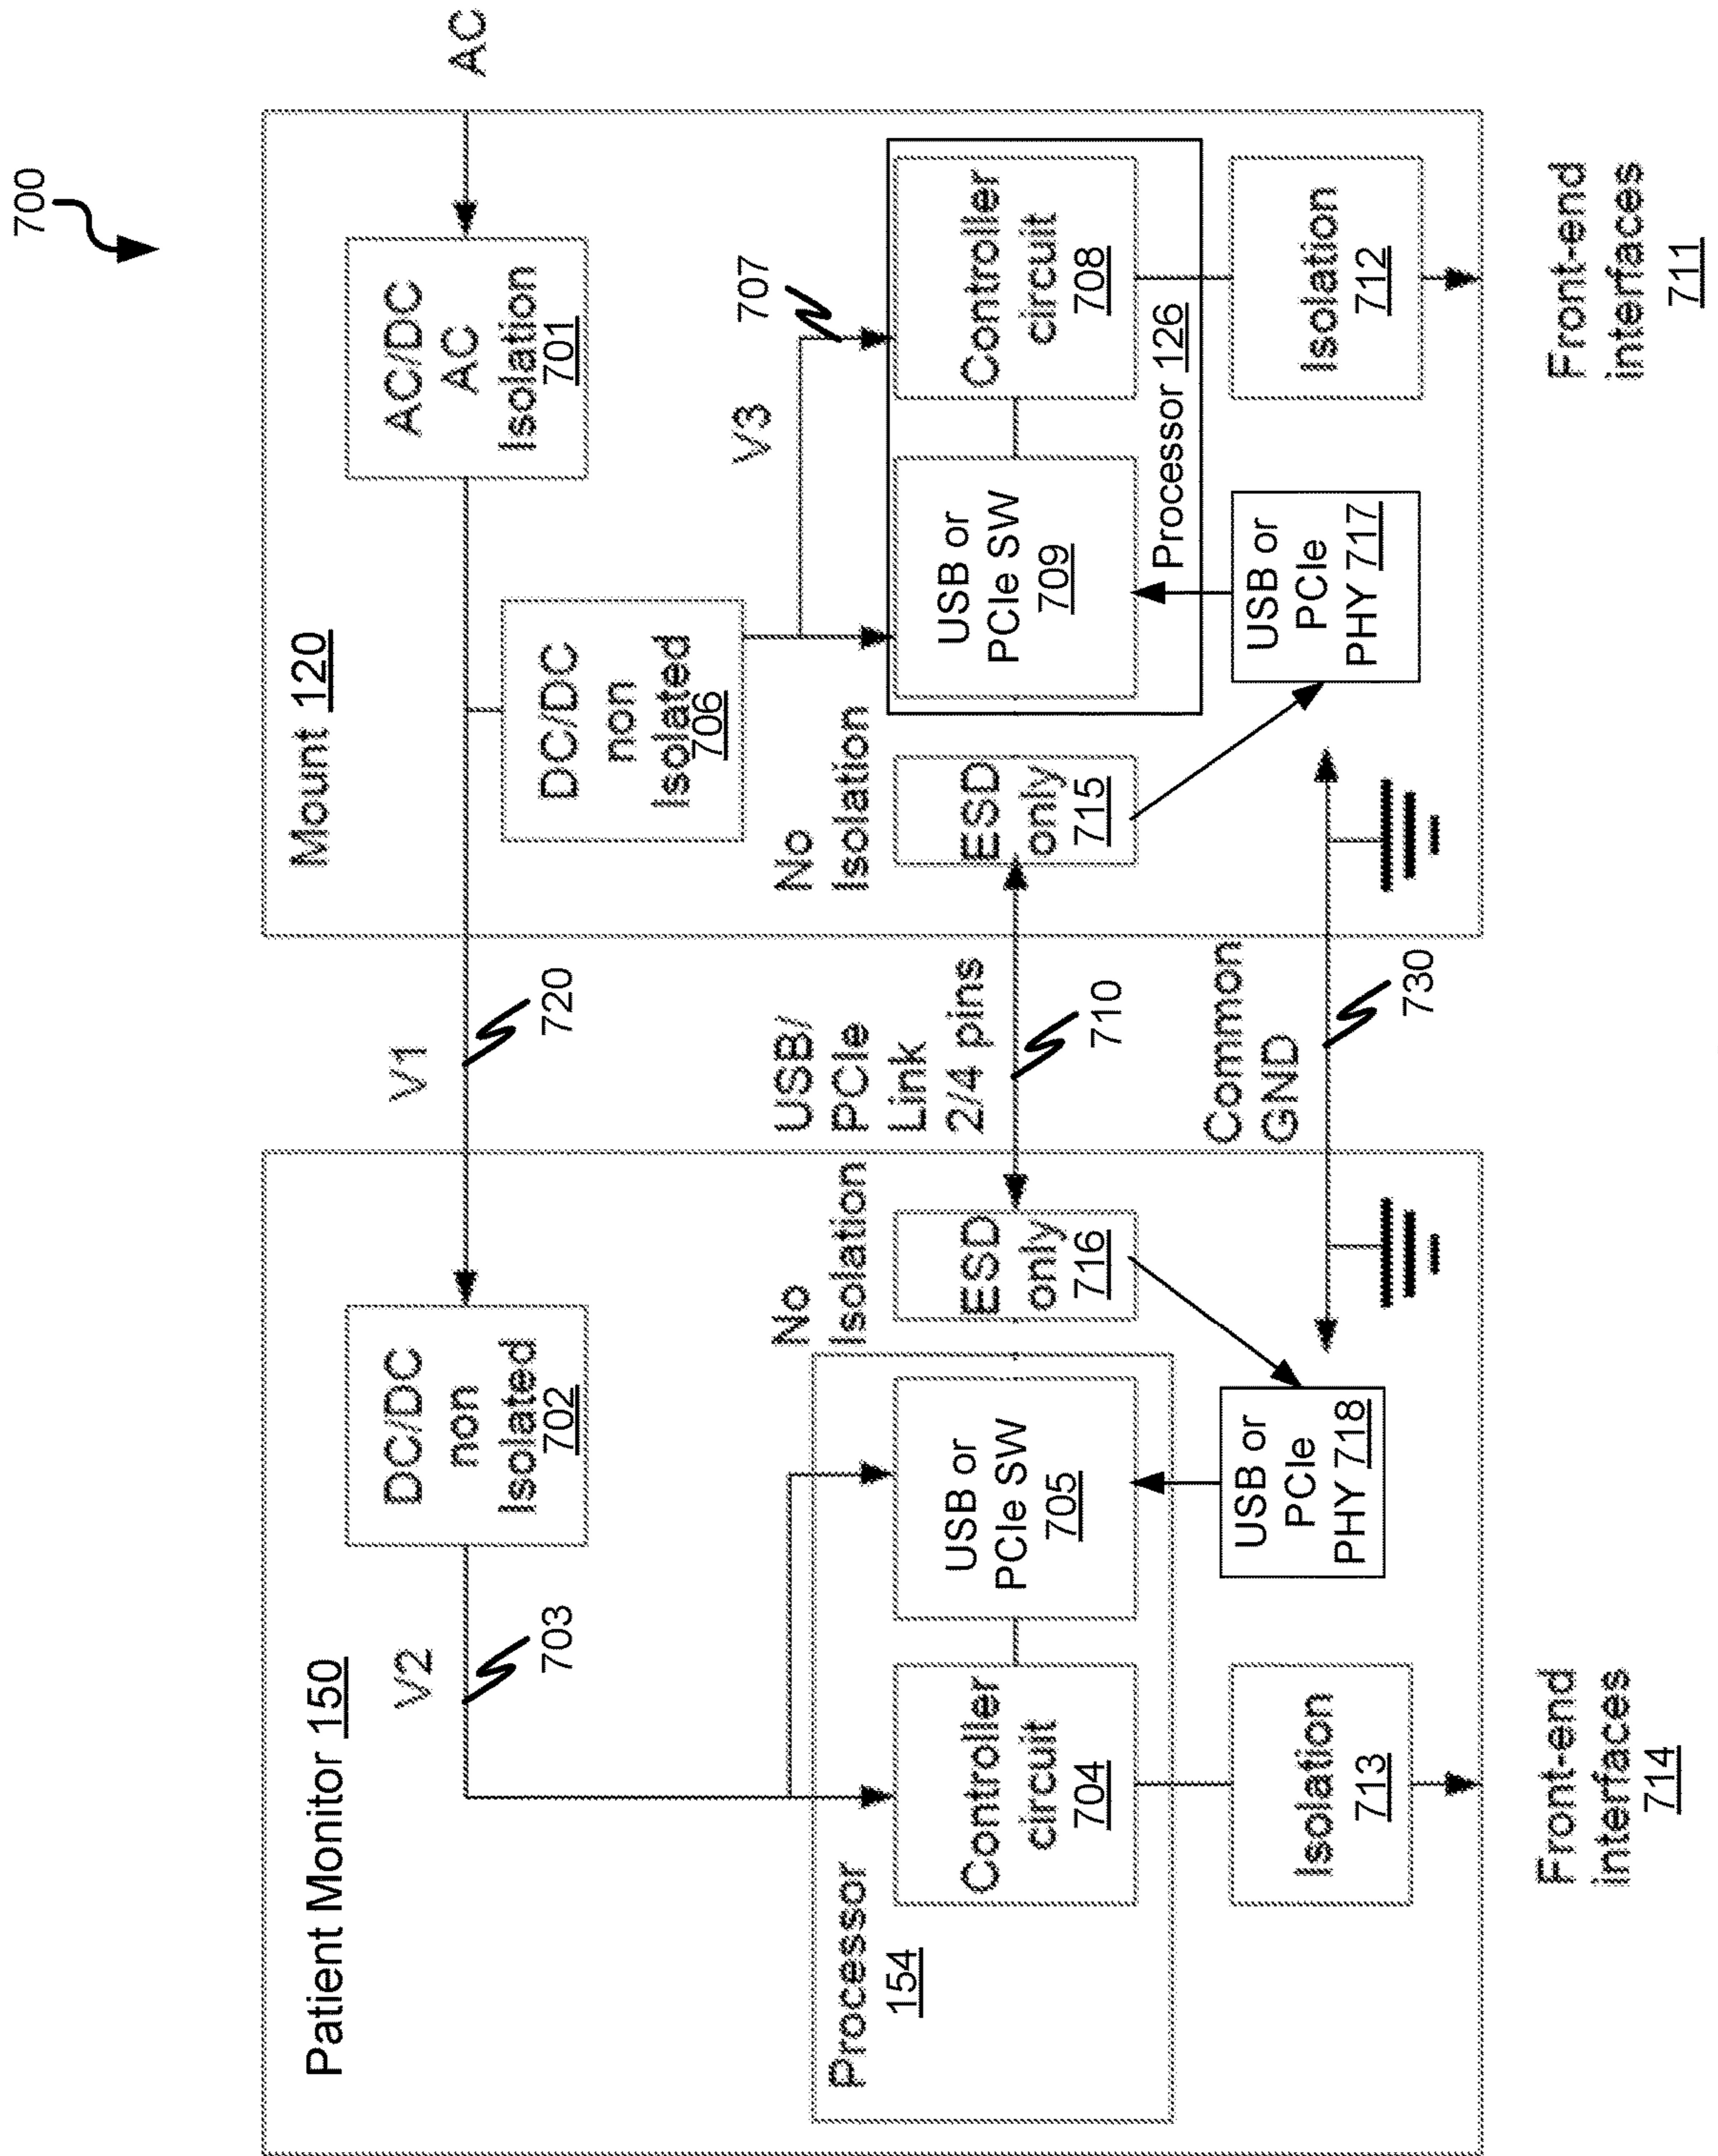 700
Patient Monitor 150
Mount 120
AC
DC/DC
non
Isolated
702
V1
720
AC/DC
AC
Isolation
701
V2
703
DC/DC
non
Isolated
706
V3
707
No
Isolation
USB/
PCIe
Link
2/4 pins
710
No
Isolation
Processor
154
Controller
circuit
704
USB or
PCIe SW
705
ESD
only
716
ESD
only
715
USB or
PCIe SW
709
Controller
circuit
708
Processor 126
Isolation
713
USB or
PCIe
PHY 718
Common
GND
730
USB or
PCIe
PHY 717
Isolation
712
Front-end
interfaces
714
Front-end
interfaces
711